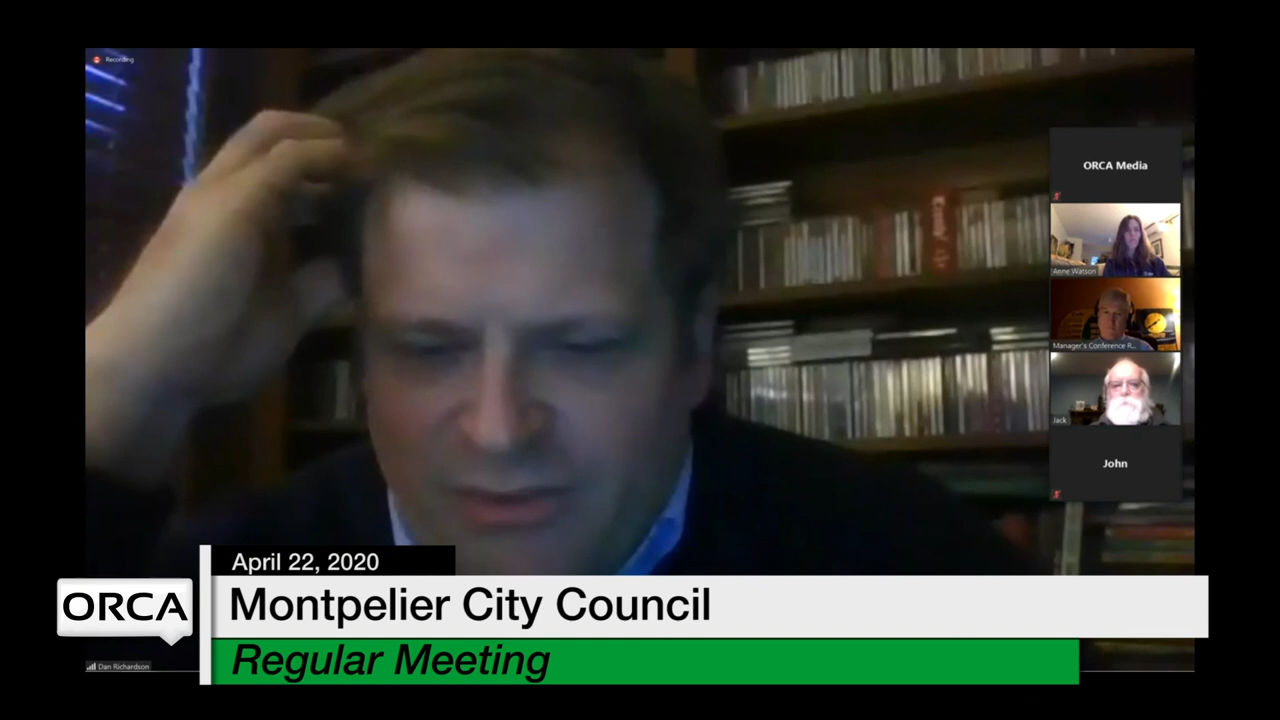 Recording
ORCA Media
Anne Watson
Manager's Conference R...
Jack
John
April 22, 2020
Montpelier City Council
ORCA
Regular Meeting
Dan Richardson